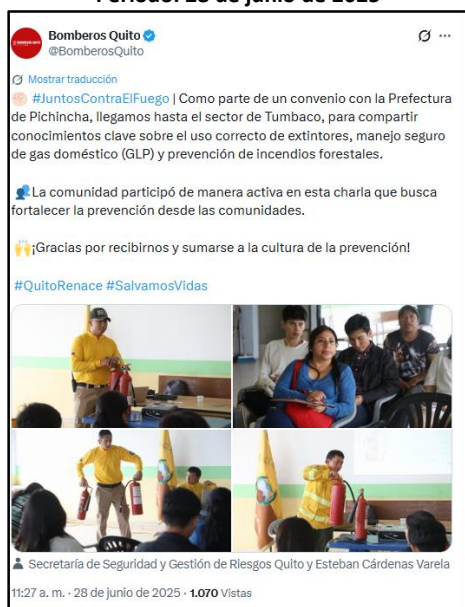 Período: 28 de junio de 2025
Bomberos Quito
@BomberosQuito
Mostrar traducción
#JuntosContraElFuego | Como parte de un convenio con la Prefectura
de Pichincha, llegamos hasta el sector de Tumbaco, para compartir
conocimientos clave sobre el uso correcto de extintores, manejo seguro
de gas doméstico (GLP) y prevención de incendios forestales.
La comunidad participó de manera activa en esta charla que busca
fortalecer la prevención desde las comunidades.
¡Gracias por recibirnos y sumarse a la cultura de la prevención!
#QuitoRenace #SalvamosVidas
Secretaría de Seguridad y Gestión de Riesgos Quito y Esteban Cárdenas Varela
11:27 a. m. · 28 de junio de 2025 · 1.070 Vistas